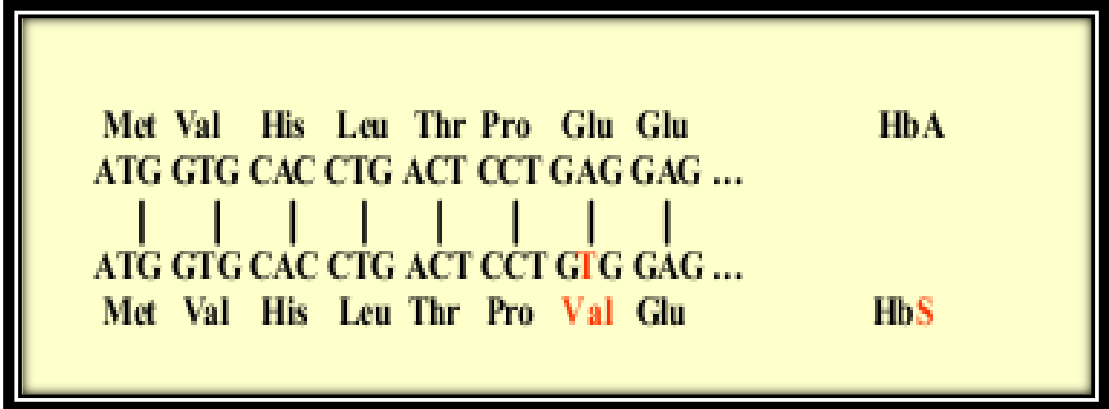 Met Val His Leu Thr Pro Glu Glu HbA
ATG GTG CAC CTG ACT CCT GAG GAG ...
| | | | | | | |
ATG GTG CAC CTG ACT CCT GTG GAG ...
Met Val His Leu Thr Pro Val Glu HbS